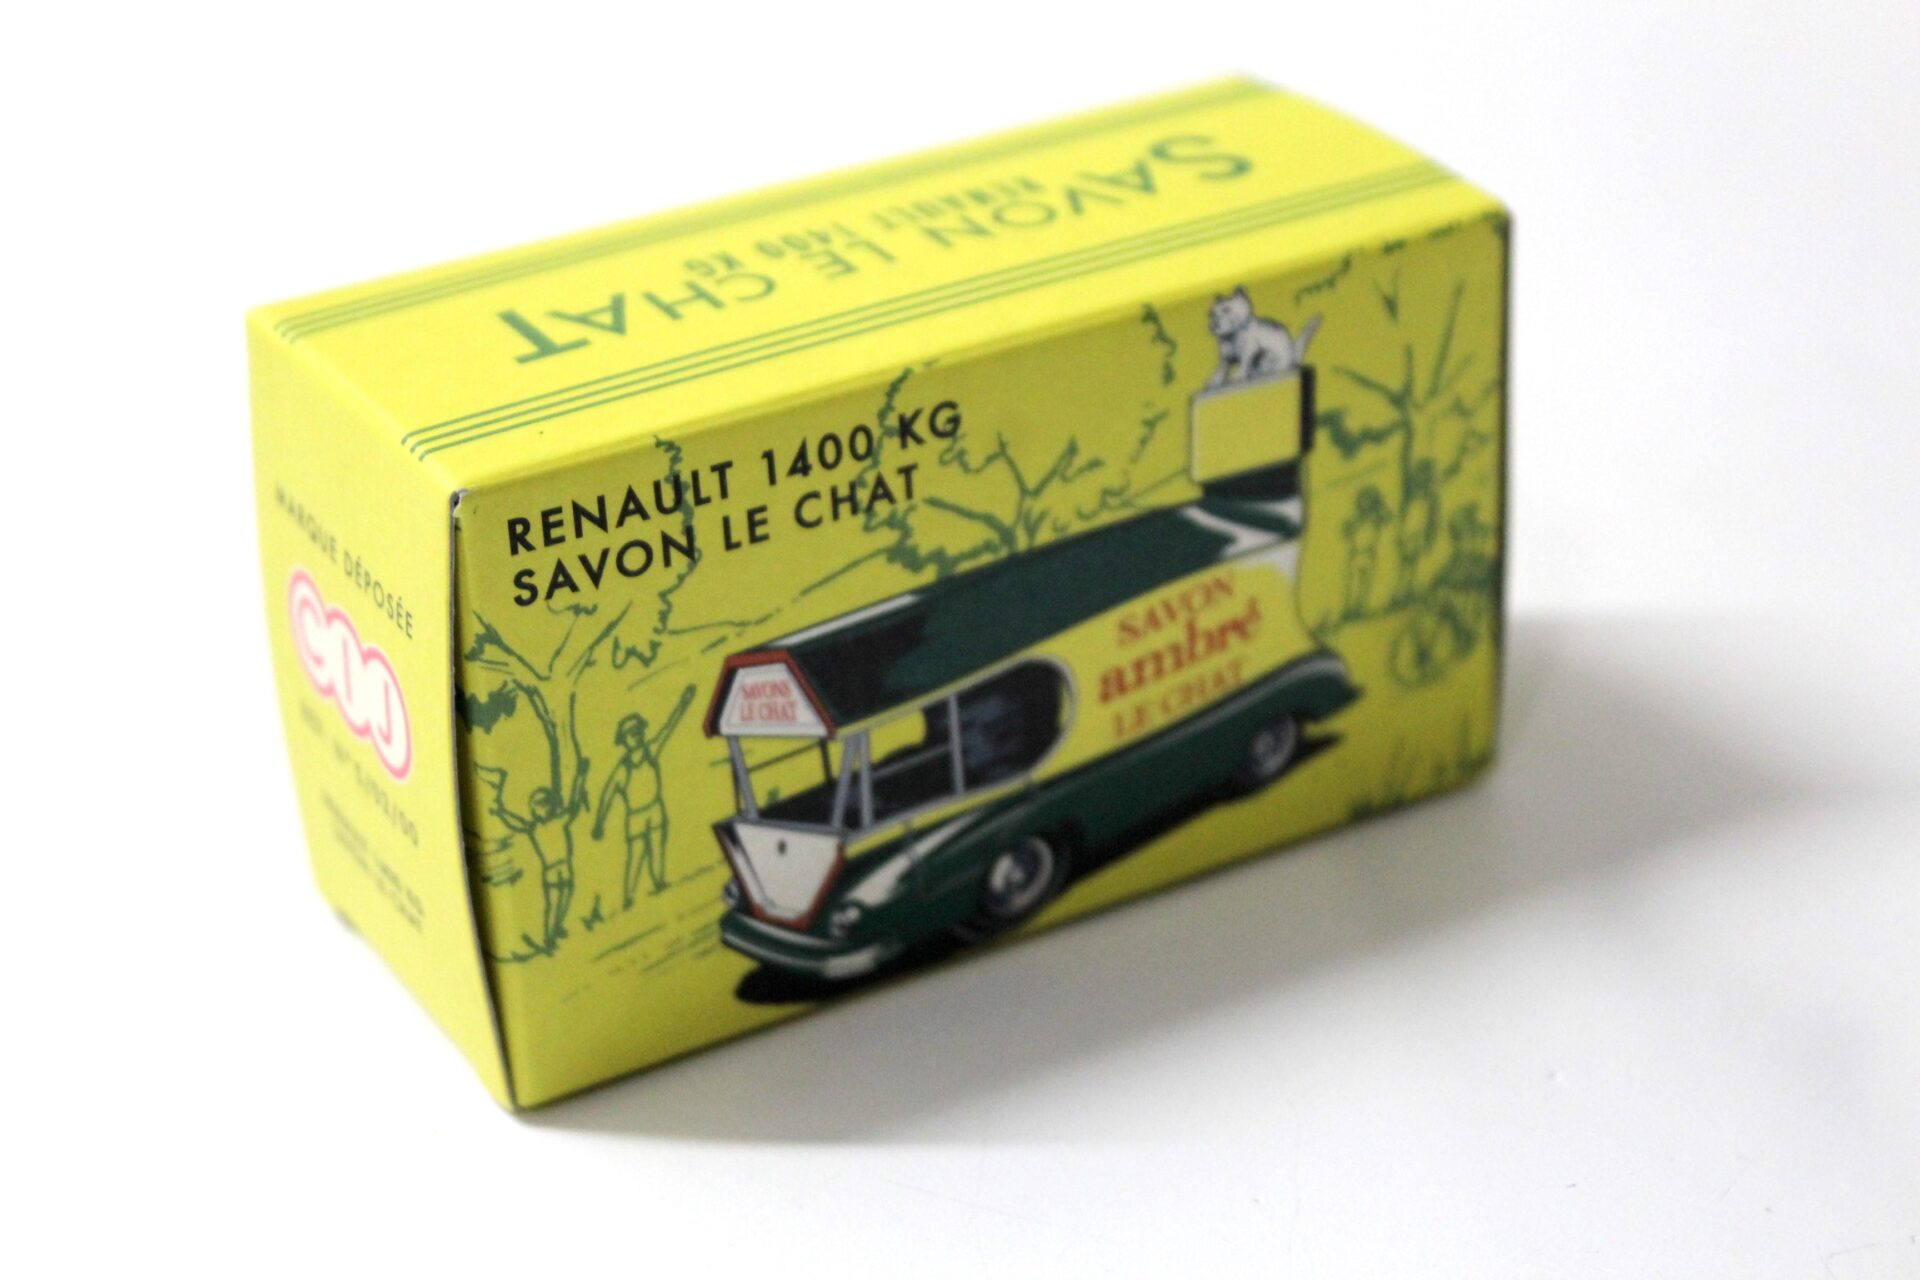 SAVON LE CHAT
RENAULT 1400 KG
RENAULT 1400 KG
SAVON LE CHAT
SAVONS
LE CHAT
SAVON
ambré
LE CHAT
MARQUE DÉPOSÉE
CIJ